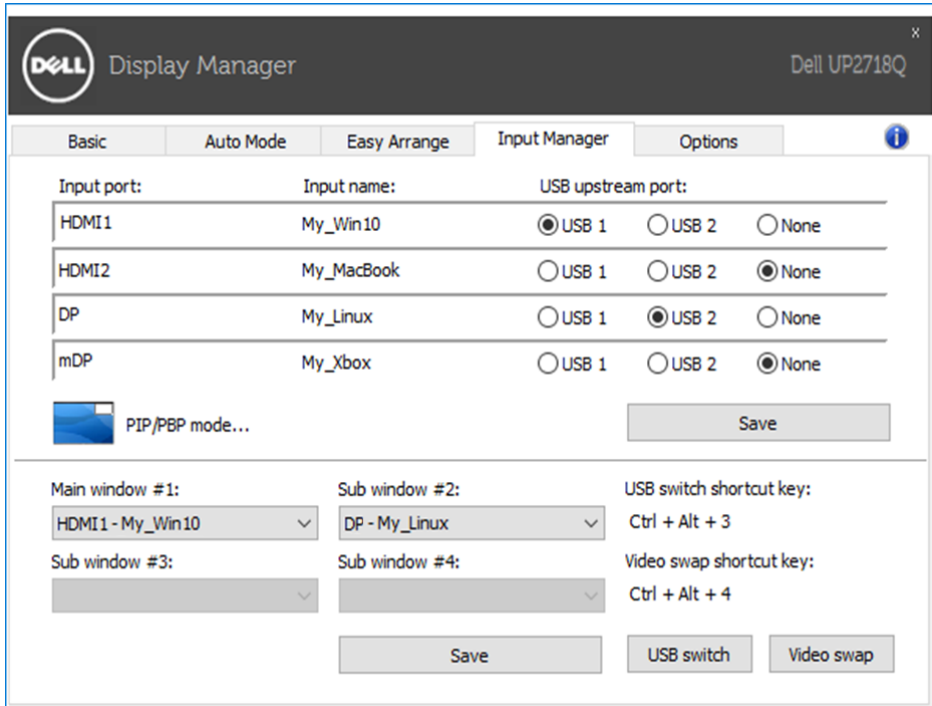 DELL Display Manager Dell UP2718Q x
Basic Auto Mode Easy Arrange Input Manager Options i
Input port: Input name: USB upstream port:
HDMI1 My_Win10 USB 1 USB 2 None
HDMI2 My_MacBook USB 1 USB 2 None
DP My_Linux USB 1 USB 2 None
mDP My_Xbox USB 1 USB 2 None
PIP/PBP mode... Save
Main window #1: Sub window #2: USB switch shortcut key:
HDMI1 - My_Win10 DP - My_Linux Ctrl + Alt + 3
Sub window #3: Sub window #4: Video swap shortcut key:
Ctrl + Alt + 4
Save USB switch Video swap